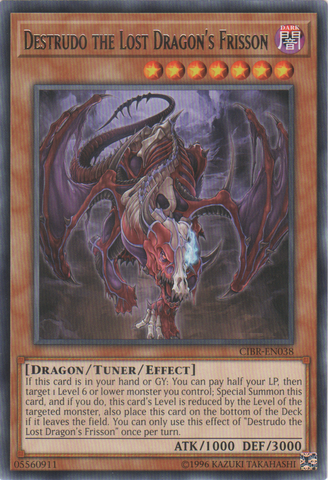 DESTRUDO THE LOST DRAGON'S FRISSON
DARK
闇
CIBR-EN038
[DRAGON/TUNER/EFFECT]
If this card is in your hand or GY: You can pay half your LP, then
target 1 Level 6 or lower monster you control; Special Summon this
card, and if you do, this card's Level is reduced by the Level of the
targeted monster, also place this card on the bottom of the Deck
if it leaves the field. You can only use this effect of "Destrudo the
Lost Dragon's Frisson" once per turn.
ATK/1000 DEF/3000
05560911
©1996 KAZUKI TAKAHASHI